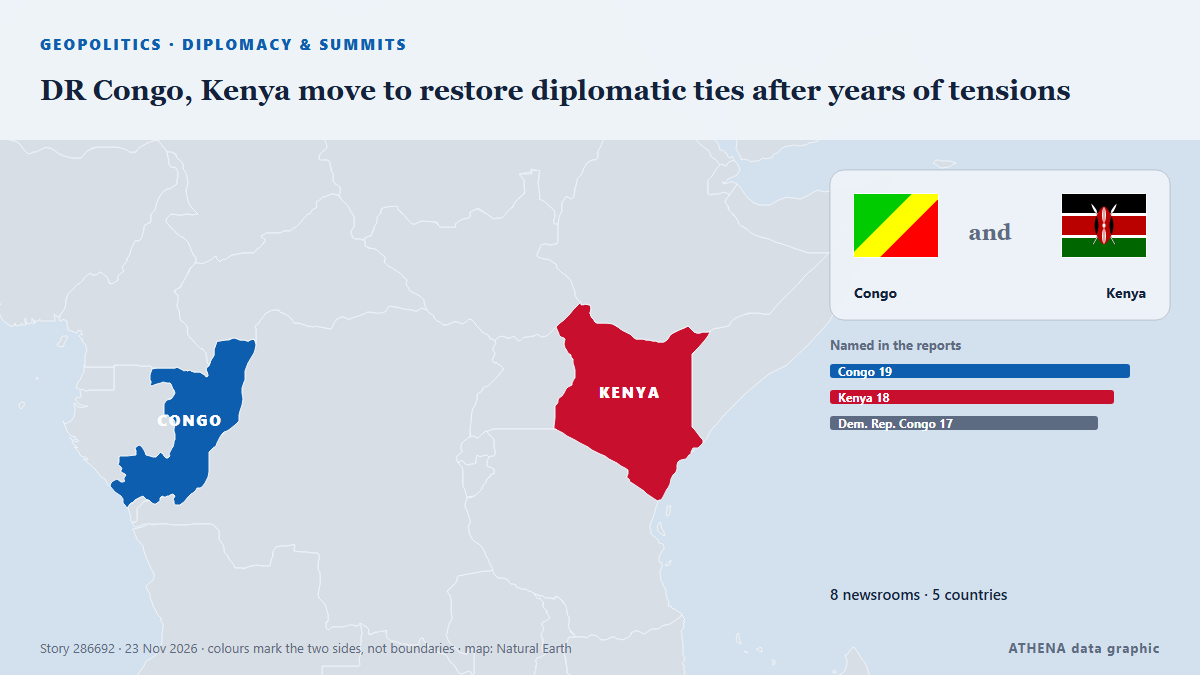 GEOPOLITICS · DIPLOMACY & SUMMITS
DR Congo, Kenya move to restore diplomatic ties after years of tensions
and
Congo
Kenya
Named in the reports
Congo 19
Kenya 18
Dem. Rep. Congo 17
CONGO
KENYA
8 newsrooms · 5 countries
Story 286692 · 23 Nov 2026 · colours mark the two sides, not boundaries · map: Natural Earth
ATHENA data graphic